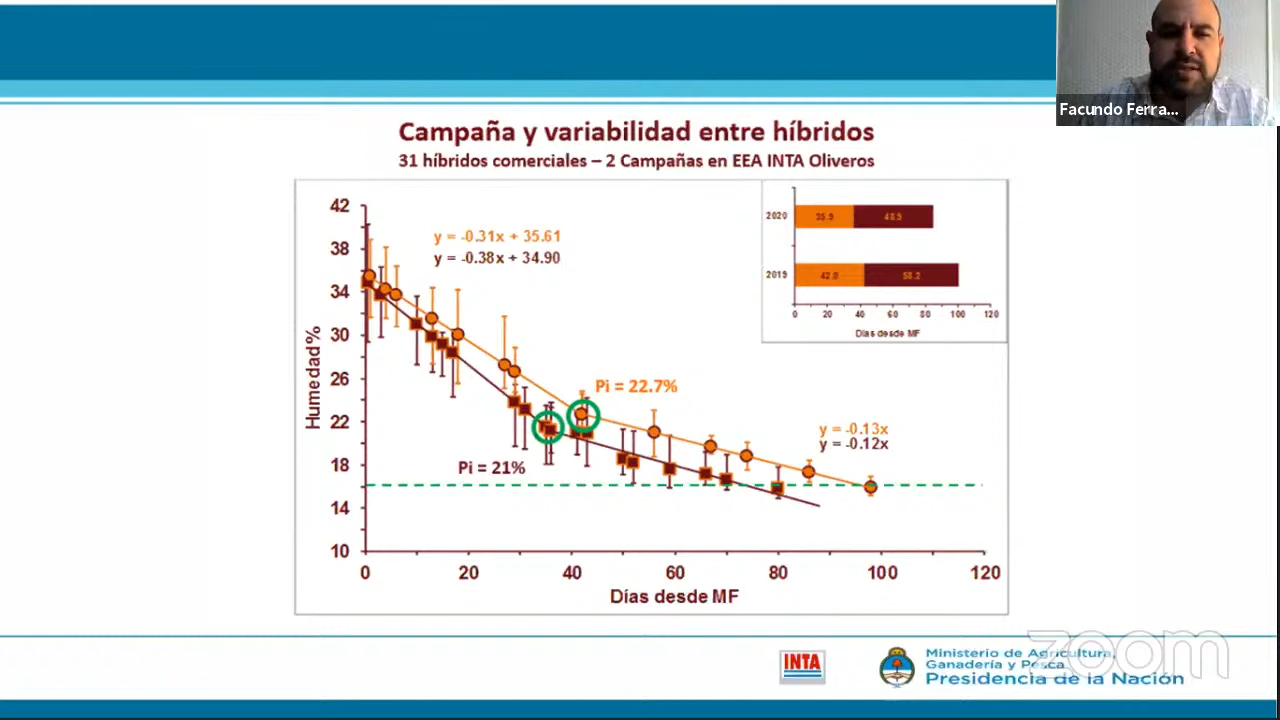 Facundo Ferra...
Campaña y variabilidad entre híbridos
31 híbridos comerciales – 2 Campañas en EEA INTA Oliveros
42
38
34
30
26
22
18
14
10
Humedad %
y = -0.31x + 35.61
y = -0.38x + 34.90
Pi = 22.7%
Pi = 21%
y = -0.13x
y = -0.12x
0 20 40 60 80 100 120
Días desde MF
2020
35.9
2019
0 20 40 60 80 100 120
Días desde MF
INTA
Ministerio de Agricultura,
Ganadería y Pesca
Presidencia de la Nación
zoom